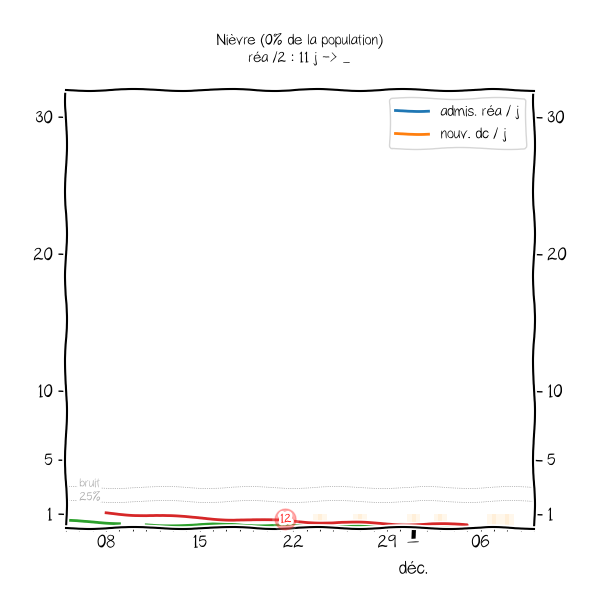 Nièvre (0% de la population)
réa /2 : 11 j -> _
admis. réa / j
nouv. dc / j
30 30
20 20
10 10
5 5
bruit
25%
1 1
12
08 15 22 29 _ 06
déc.